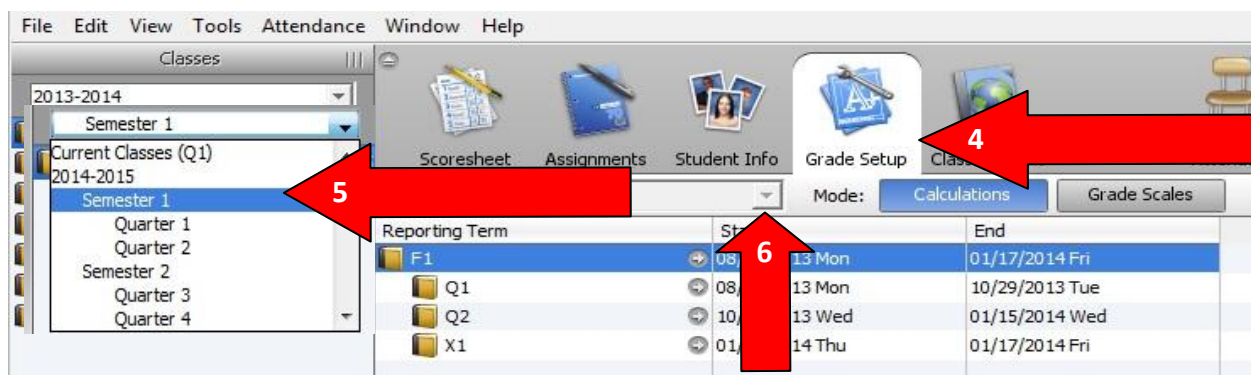 File Edit View Tools Attendance Window Help
Classes
2013-2014
Semester 1
Current Classes (Q1)
2014-2015
Semester 1
Quarter 1
Quarter 2
Semester 2
Quarter 3
Quarter 4
Scoresheet Assignments Student Info Grade Setup
4
5
Mode: Calculations Grade Scales
6
Reporting Term End
F1 08/ 13 Mon 01/17/2014 Fri
Q1 08/ 13 Mon 10/29/2013 Tue
Q2 10/ 13 Wed 01/15/2014 Wed
X1 01/ 14 Thu 01/17/2014 Fri